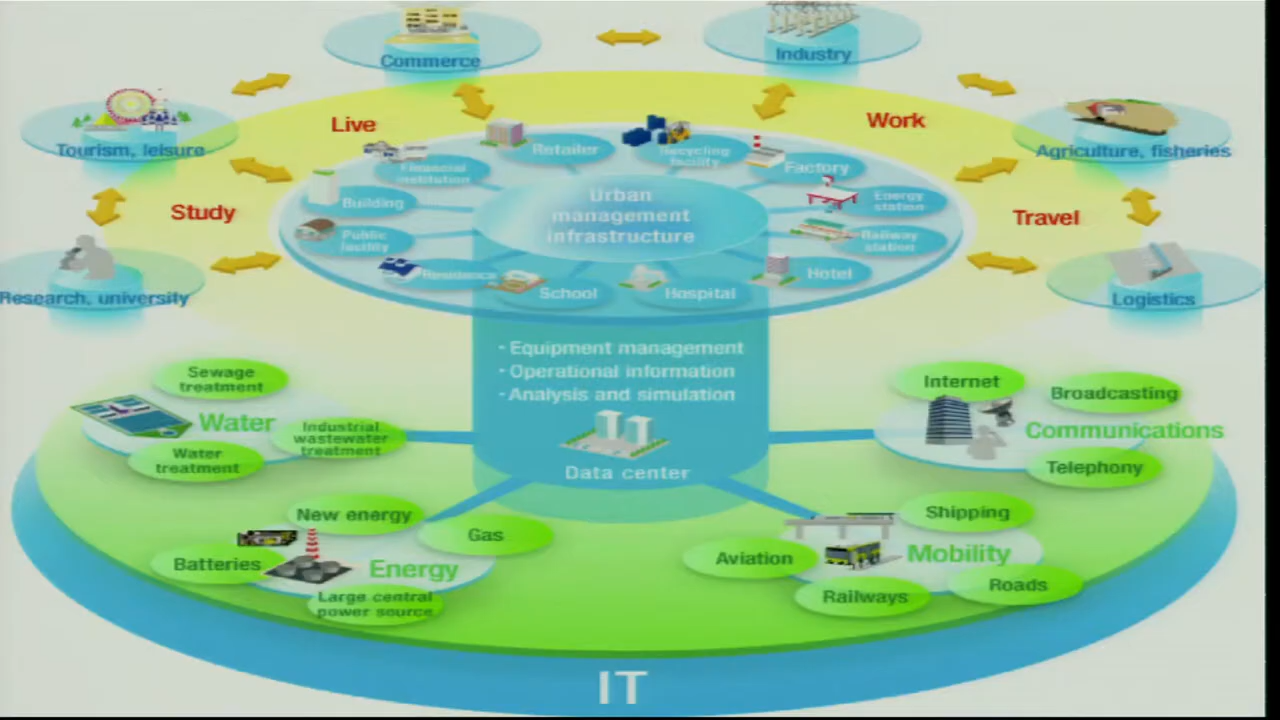 Commerce
Industry
Tourism, leisure
Live
Work
Agriculture, fisheries
Retailer
Recycling
facility
Financial
institution
Factory
Building
Urban
management
infrastructure
Energy
station
Study
Travel
Public
facility
Railway
station
Residence
School
Hospital
Hotel
Research, university
Logistics
· Equipment management
· Operational information
· Analysis and simulation
Data center
Sewage
treatment
Water
Industrial
wastewater
treatment
Water
treatment
Internet
Broadcasting
Communications
Telephony
New energy
Gas
Batteries
Energy
Large central
power source
Shipping
Aviation
Mobility
Railways
Roads
IT